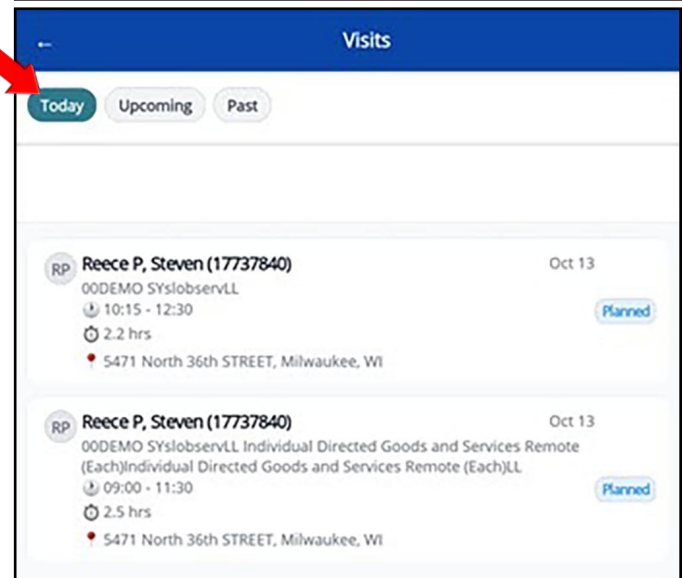 Visits
Today Upcoming Past
RP Reece P, Steven (17737840) Oct 13
00DEMO SYslobservLL
10:15 - 12:30
Planned
2.2 hrs
5471 North 36th STREET, Milwaukee, WI
RP Reece P, Steven (17737840) Oct 13
00DEMO SYslobservLL Individual Directed Goods and Services Remote
(Each)Individual Directed Goods and Services Remote (Each)LL
09:00 - 11:30
Planned
2.5 hrs
5471 North 36th STREET, Milwaukee, WI